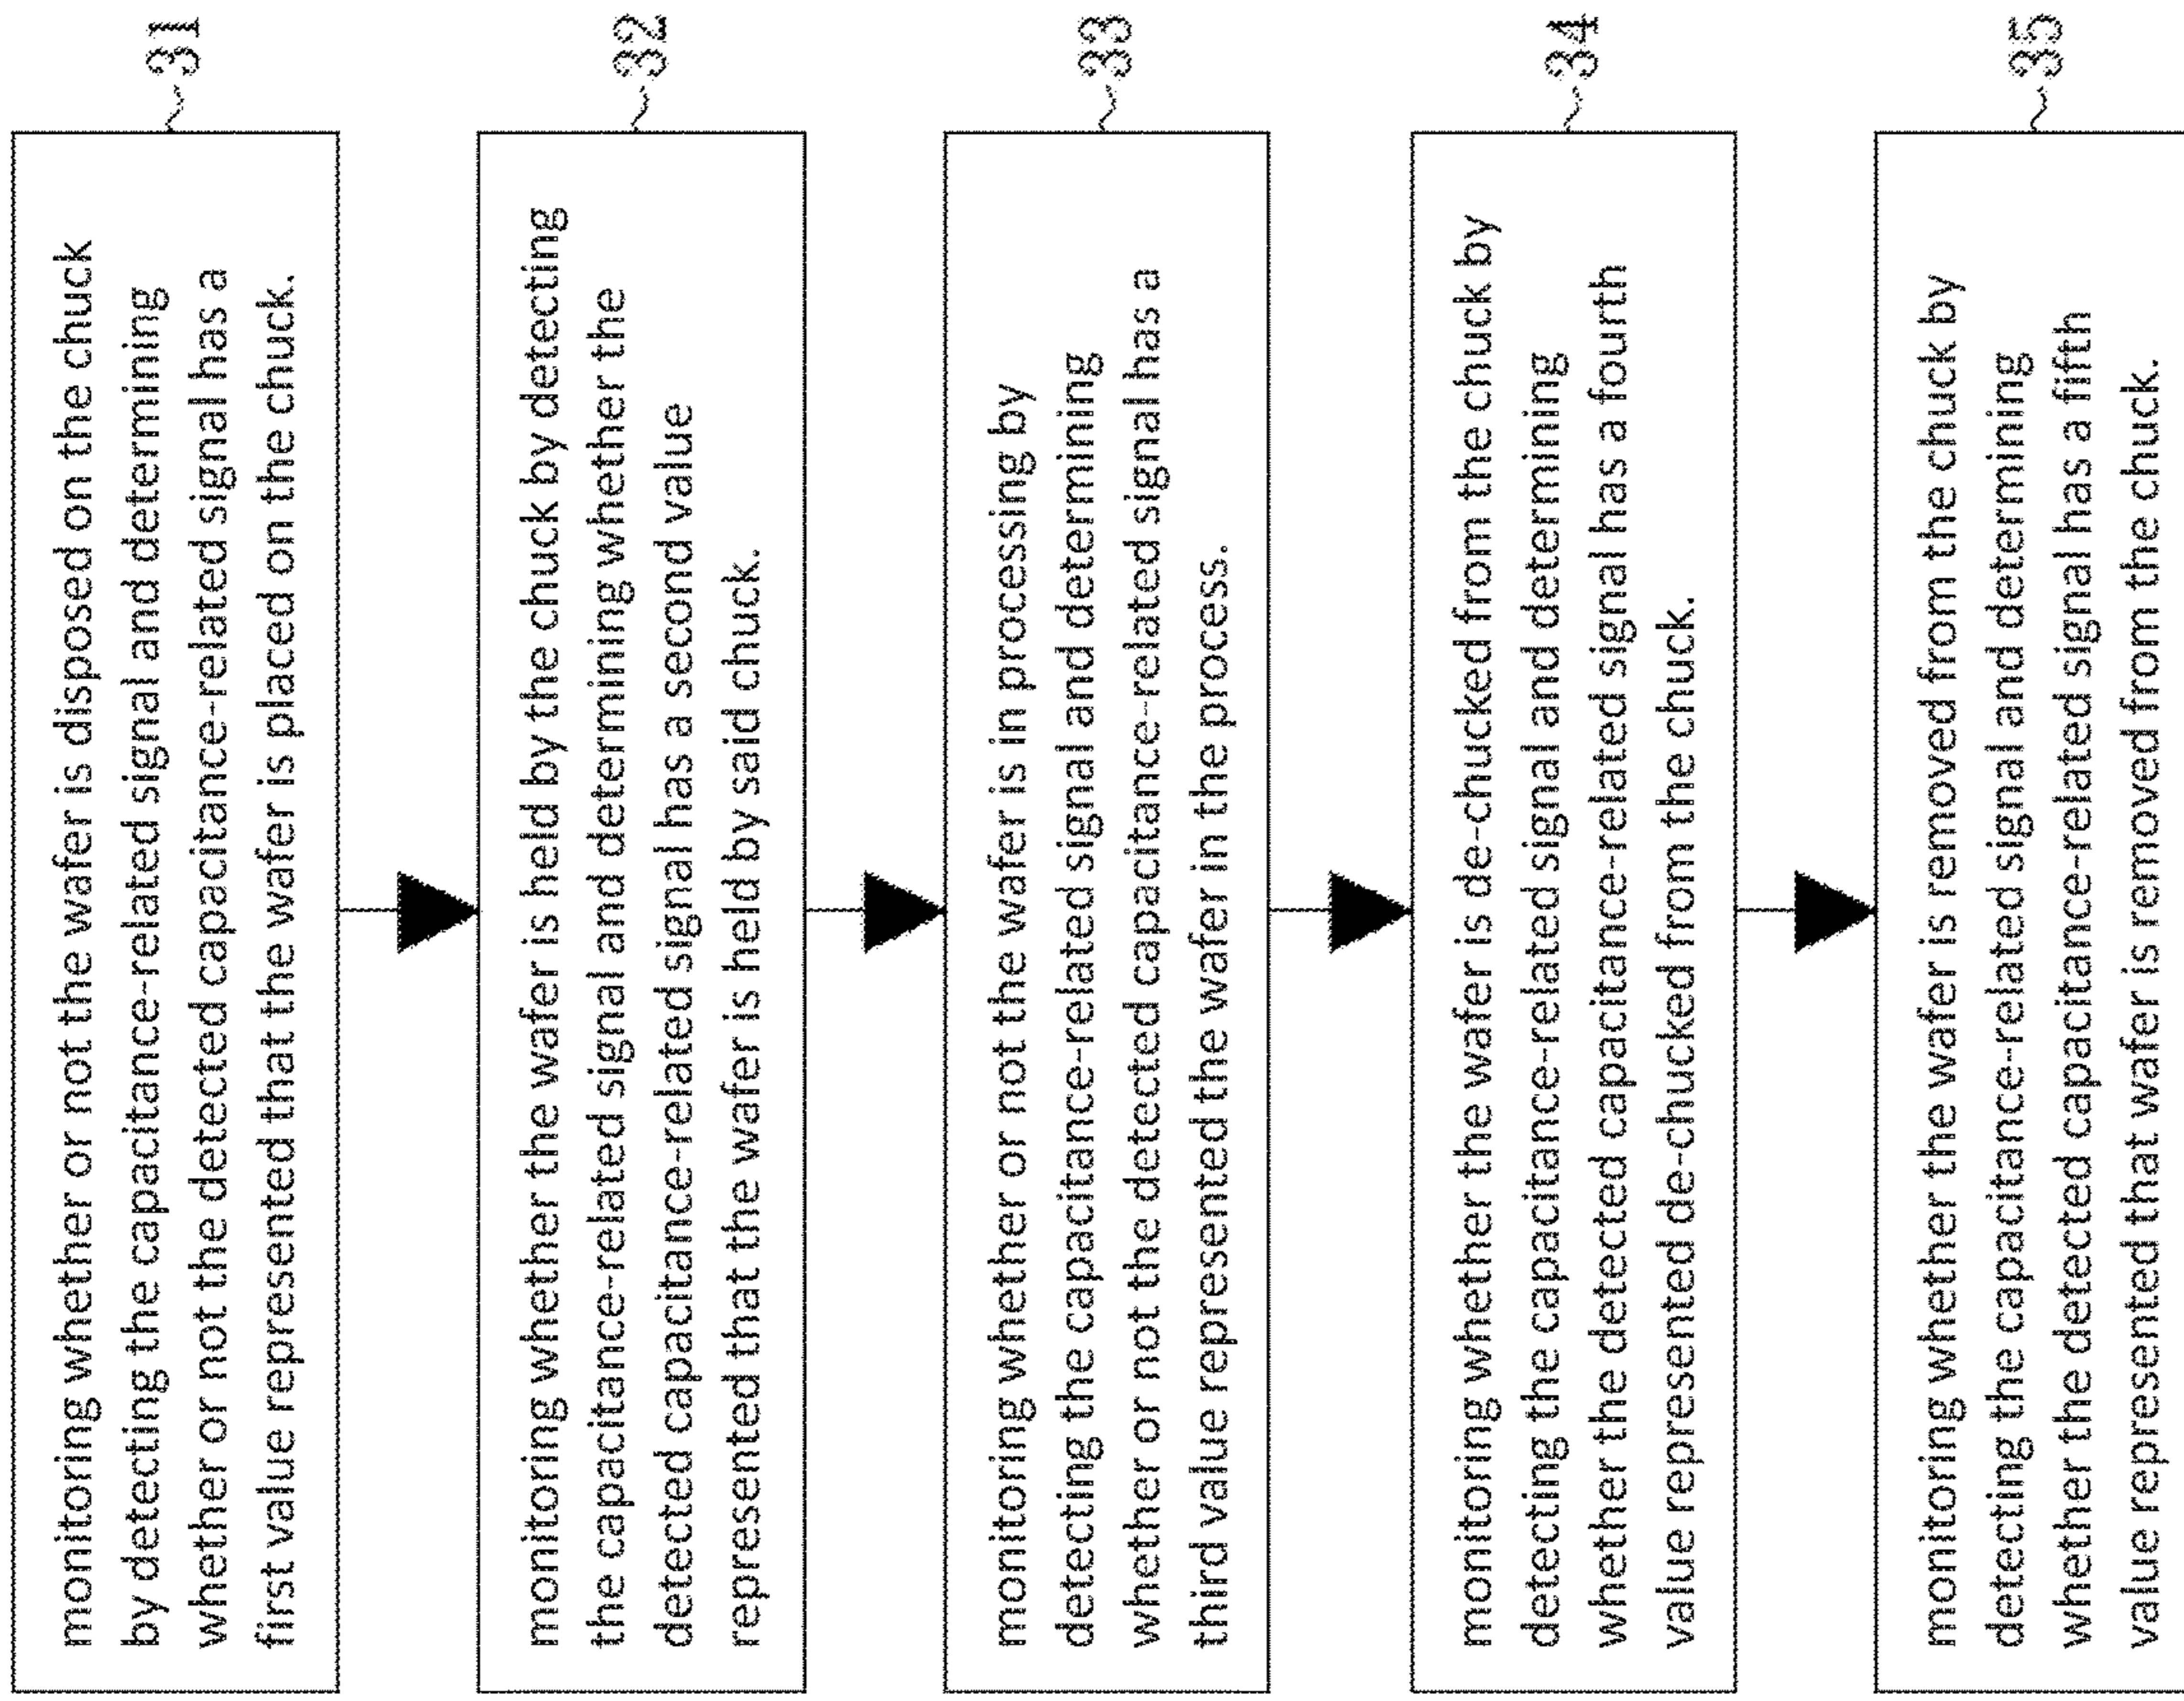 monitoring whether or not the wafer is disposed on the chuck
by detecting the capacitance-related signal and determining
whether or not the detected capacitance-related signal has a
first value represented that the wafer is placed on the chuck.
31
monitoring whether the wafer is held by the chuck by detecting
the capacitance-related signal and determining whether the
detected capacitance-related signal has a second value
represented that the wafer is held by said chuck.
32
monitoring whether or not the wafer is in processing by
detecting the capacitance-related signal and determining
whether or not the detected capacitance-related signal has a
third value represented the wafer in the process.
33
monitoring whether the wafer is de-chucked from the chuck by
detecting the capacitance-related signal and determining
whether the detected capacitance-related signal has a fourth
value represented de-chucked from the chuck.
34
monitoring whether the wafer is removed from the chuck by
detecting the capacitance-related signal and determining
whether the detected capacitance-related signal has a fifth
value represented that wafer is removed from the chuck.
35